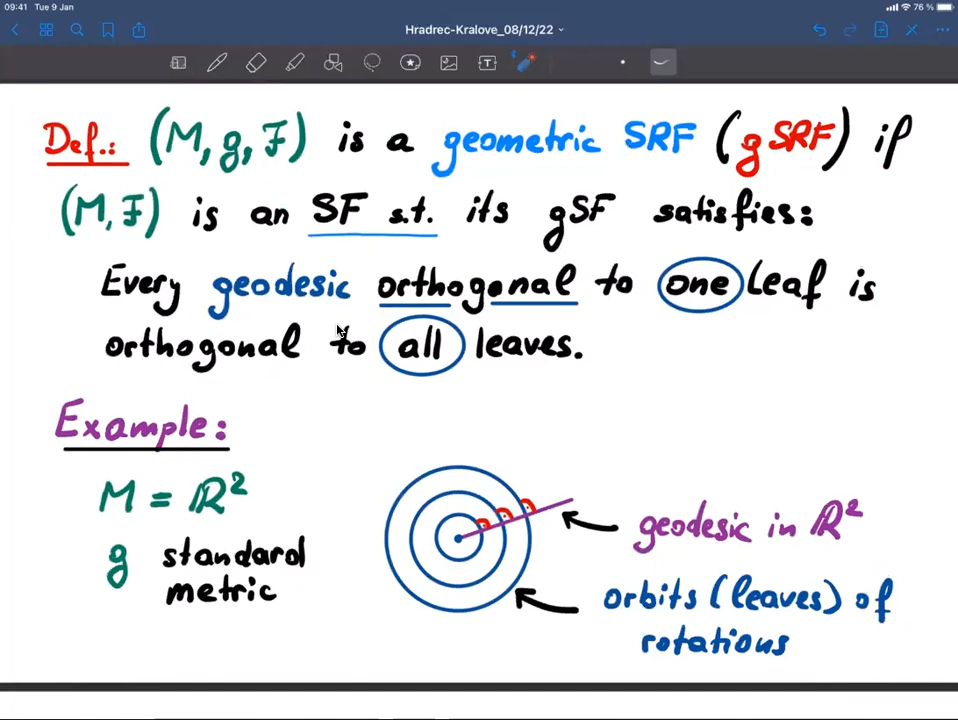 09:41 Tue 9 Jan
76 %
Hradrec-Kralove_08/12/22
Def.: (M, g, F) is a geometric SRF (gSRF) if
(M, F) is an SF s.t. its gSF satisfies:
Every geodesic orthogonal to one leaf is
orthogonal to all leaves.
Example:
M = ℝ²
g standard
metric
geodesic in ℝ²
orbits (leaves) of
rotations